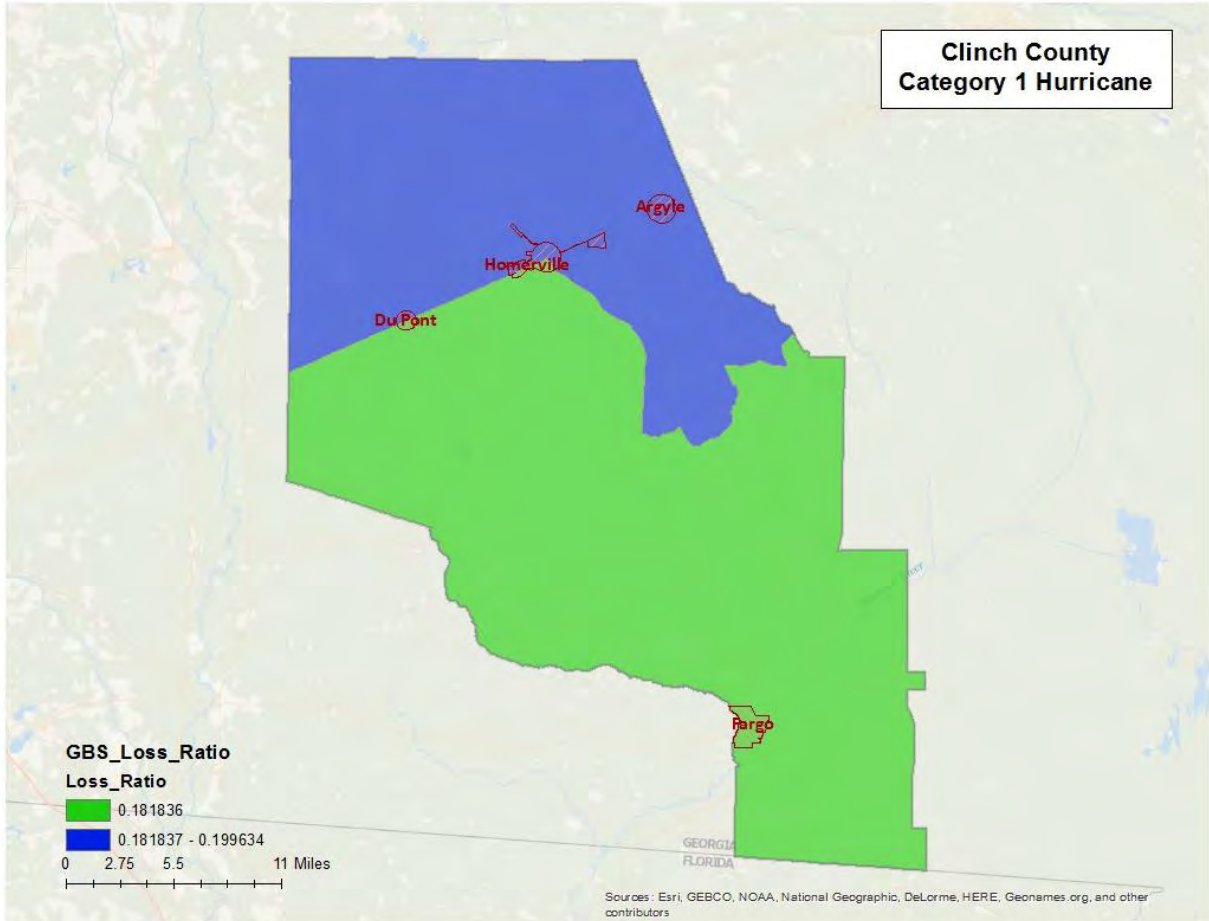 Clinch County
Category 1 Hurricane
Argyle
Homerville
Du Pont
Fargo
GBS_Loss_Ratio
Loss_Ratio
0.181836
0.181837 - 0.199634
0 2.75 5.5 11 Miles
GEORGIA
FLORIDA
Sources: Esri, GEBCO, NOAA, National Geographic, DeLorme, HERE, Geonames.org, and other
contributors